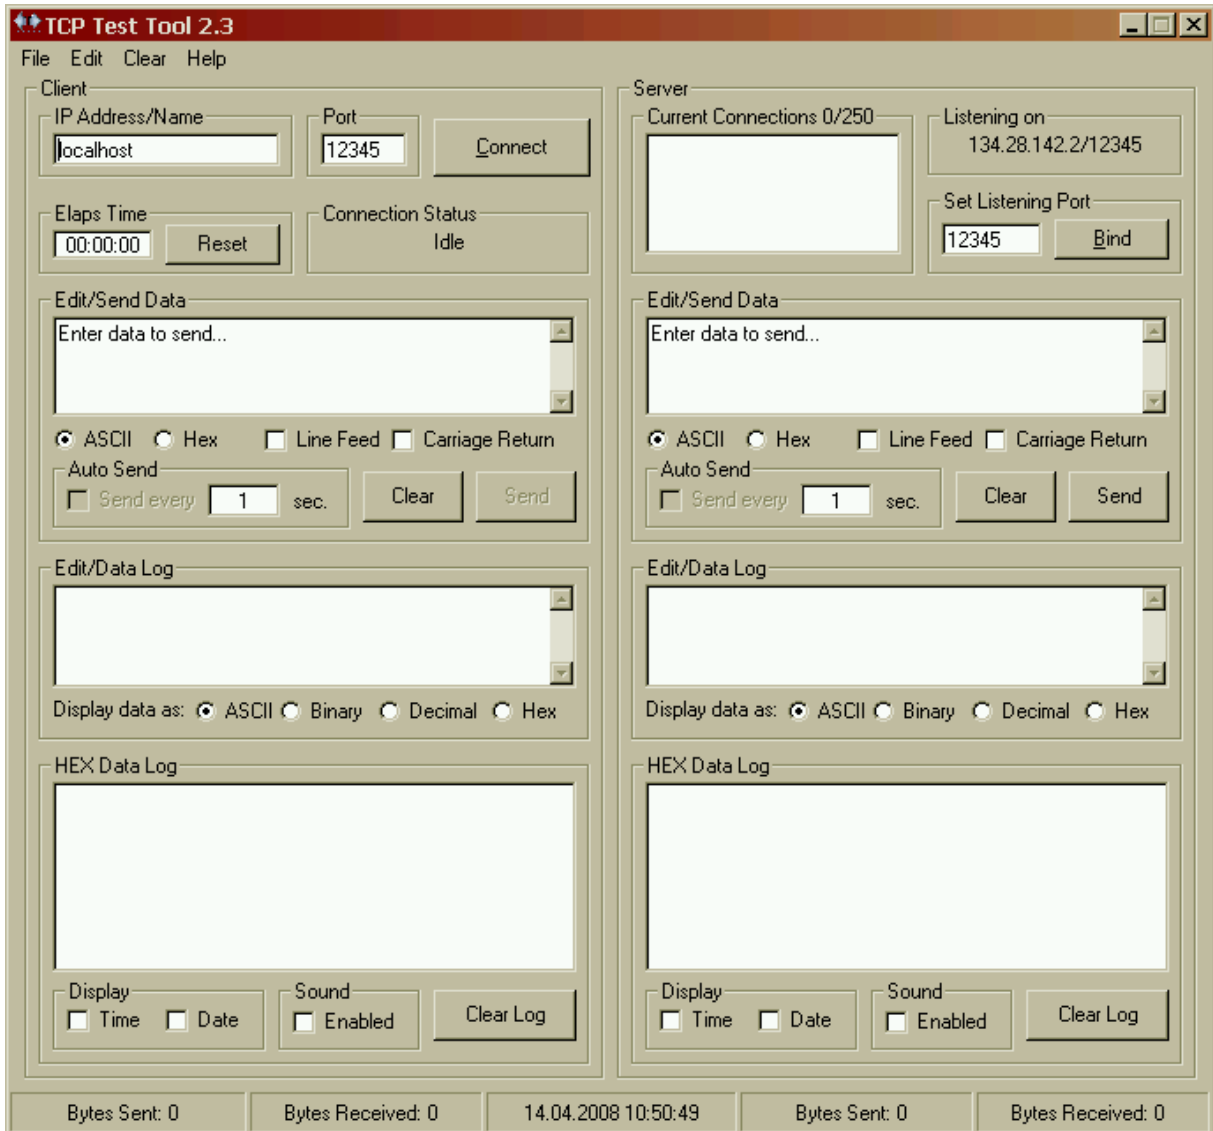 TCP Test Tool 2.3
File Edit Clear Help
Client
IP Address/Name
localhost
Port
12345
Connect
Elaps Time
00:00:00
Reset
Connection Status
Idle
Edit/Send Data
Enter data to send...
ASCII Hex Line Feed Carriage Return
Auto Send
Send every 1 sec.
Clear
Send
Edit/Data Log
Display data as: ASCII Binary Decimal Hex
HEX Data Log
Display
Time Date
Sound
Enabled
Clear Log
Server
Current Connections 0/250
Listening on
134.28.142.2/12345
Set Listening Port
12345
Bind
Edit/Send Data
Enter data to send...
ASCII Hex Line Feed Carriage Return
Auto Send
Send every 1 sec.
Clear
Send
Edit/Data Log
Display data as: ASCII Binary Decimal Hex
HEX Data Log
Display
Time Date
Sound
Enabled
Clear Log
Bytes Sent: 0 Bytes Received: 0 14.04.2008 10:50:49 Bytes Sent: 0 Bytes Received: 0